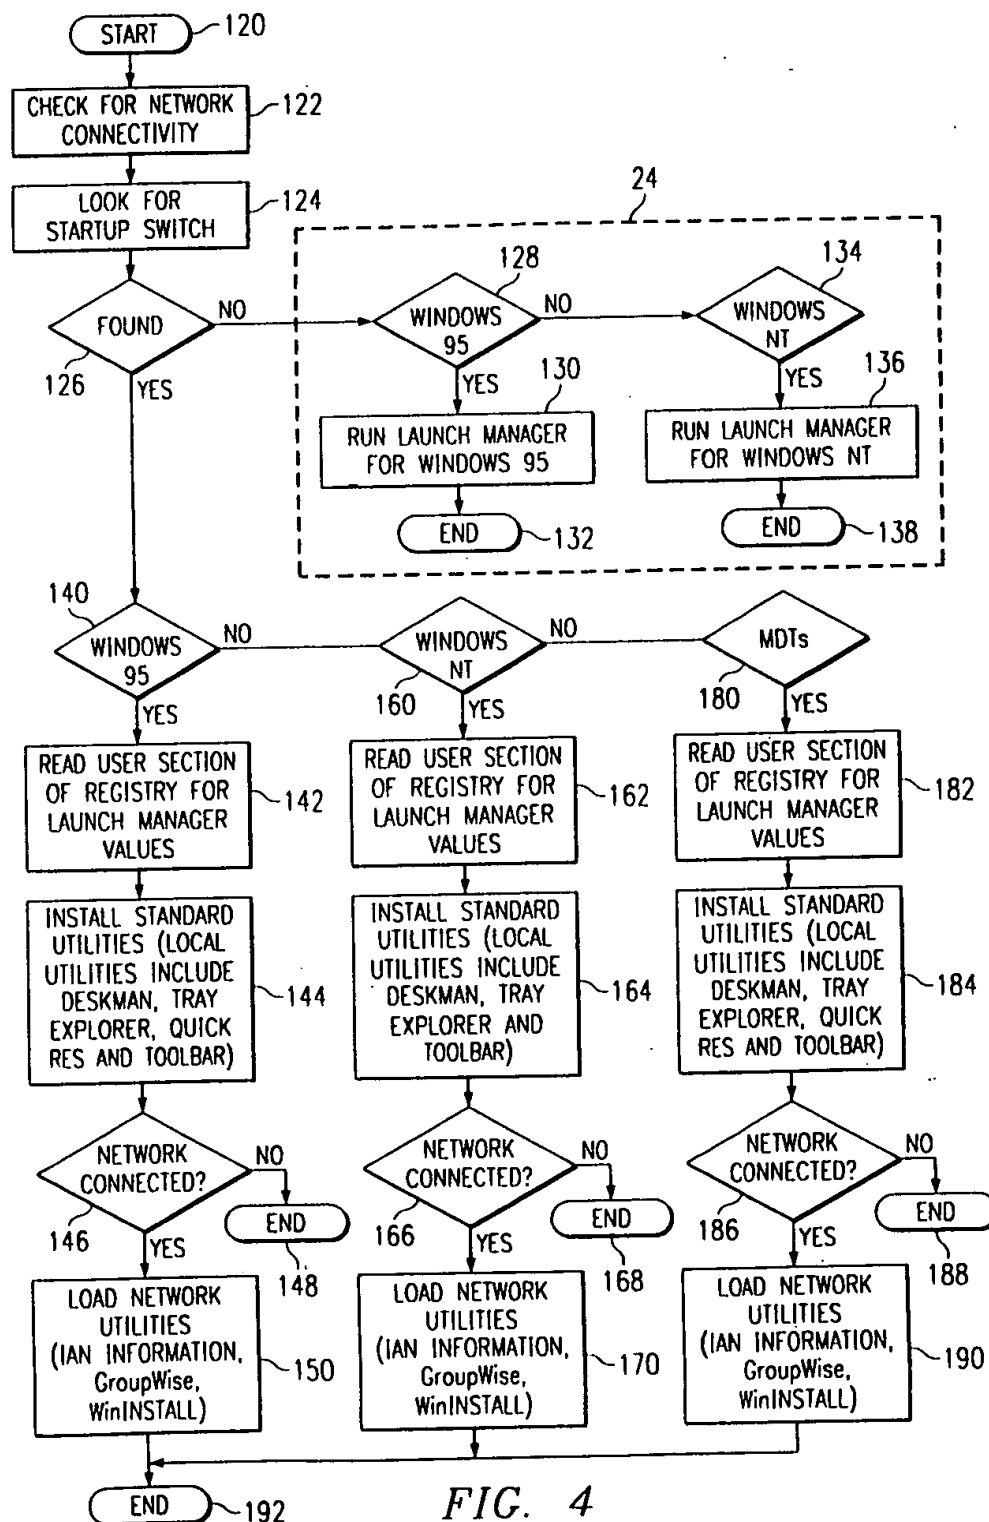 START
120
CHECK FOR NETWORK
CONNECTIVITY
122
LOOK FOR
STARTUP SWITCH
124
24
FOUND
126
NO
YES
WINDOWS
95
128
NO
YES
WINDOWS
NT
134
YES
RUN LAUNCH MANAGER
FOR WINDOWS 95
130
RUN LAUNCH MANAGER
FOR WINDOWS NT
136
END
132
END
138
140
WINDOWS
95
NO
YES
WINDOWS
NT
160
NO
YES
MDTs
180
YES
READ USER SECTION
OF REGISTRY FOR
LAUNCH MANAGER
VALUES
142
READ USER SECTION
OF REGISTRY FOR
LAUNCH MANAGER
VALUES
162
READ USER SECTION
OF REGISTRY FOR
LAUNCH MANAGER
VALUES
182
INSTALL STANDARD
UTILITIES (LOCAL
UTILITIES INCLUDE
DESKMAN, TRAY
EXPLORER, QUICK
RES AND TOOLBAR)
144
INSTALL STANDARD
UTILITIES (LOCAL
UTILITIES INCLUDE
DESKMAN, TRAY
EXPLORER AND
TOOLBAR)
164
INSTALL STANDARD
UTILITIES (LOCAL
UTILITIES INCLUDE
DESKMAN, TRAY
EXPLORER, QUICK
RES AND TOOLBAR)
184
NETWORK
CONNECTED?
146
NO
YES
END
148
NETWORK
CONNECTED?
166
NO
YES
END
168
NETWORK
CONNECTED?
186
NO
YES
END
188
LOAD NETWORK
UTILITIES
(IAN INFORMATION,
GroupWise,
WinINSTALL)
150
LOAD NETWORK
UTILITIES
(IAN INFORMATION,
GroupWise,
WinINSTALL)
170
LOAD NETWORK
UTILITIES
(IAN INFORMATION,
GroupWise,
WinINSTALL)
190
END
192
FIG. 4